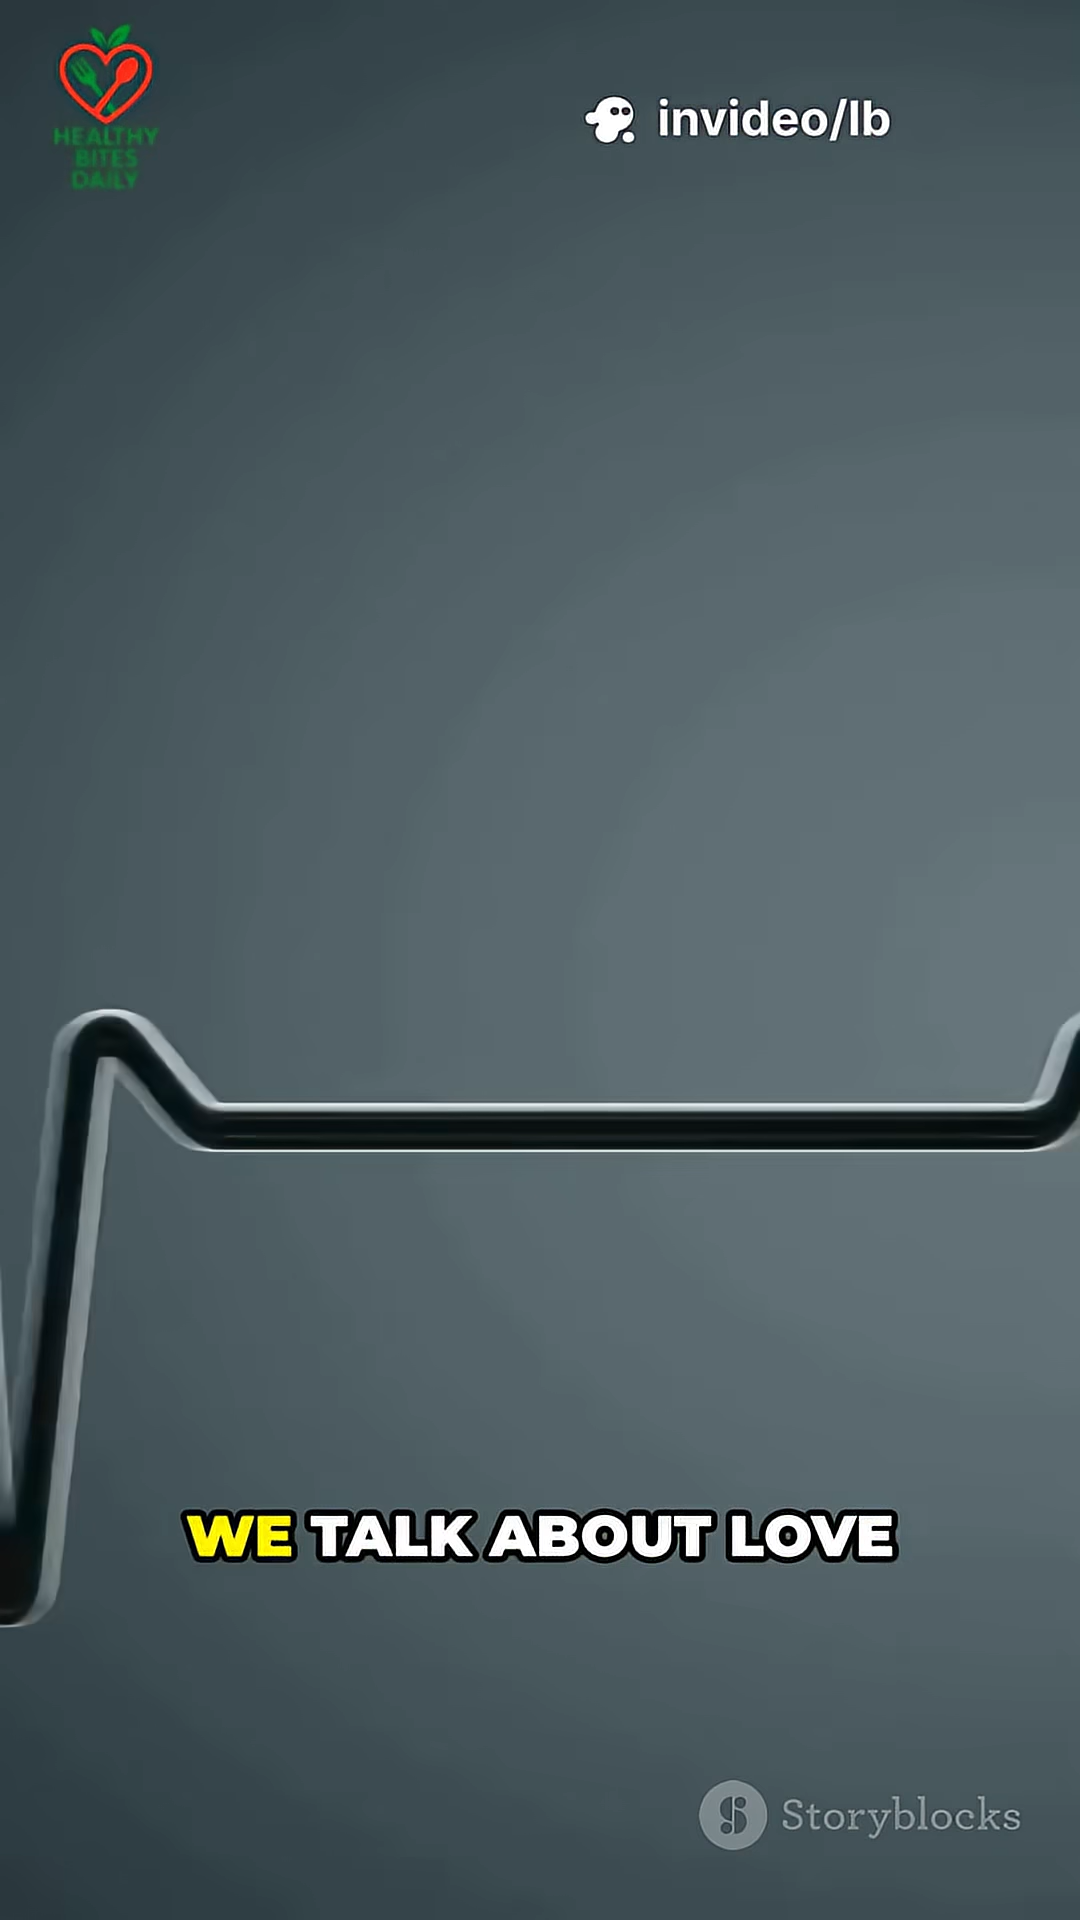 HEALTHY
BITES
DAILY
invideo/lb
WE TALK ABOUT LOVE
Storyblocks